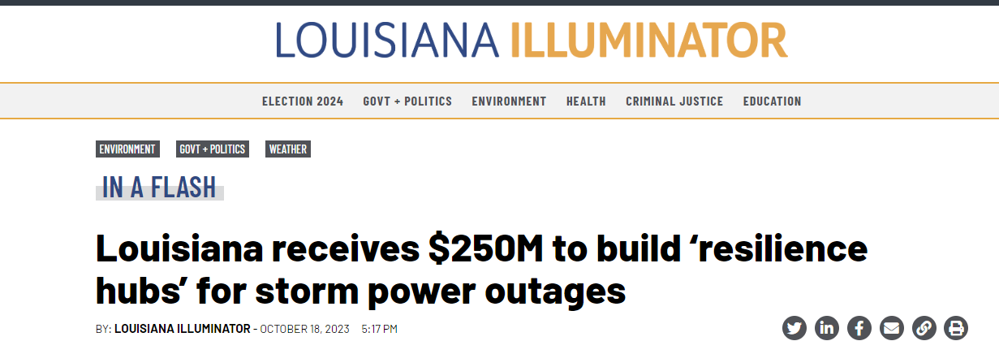 LOUISIANA ILLUMINATOR
ELECTION 2024 GOVT + POLITICS ENVIRONMENT HEALTH CRIMINAL JUSTICE EDUCATION
ENVIRONMENT GOVT + POLITICS WEATHER
IN A FLASH
Louisiana receives $250M to build ‘resilience
hubs’ for storm power outages
BY: LOUISIANA ILLUMINATOR - OCTOBER 18, 2023 5:17 PM